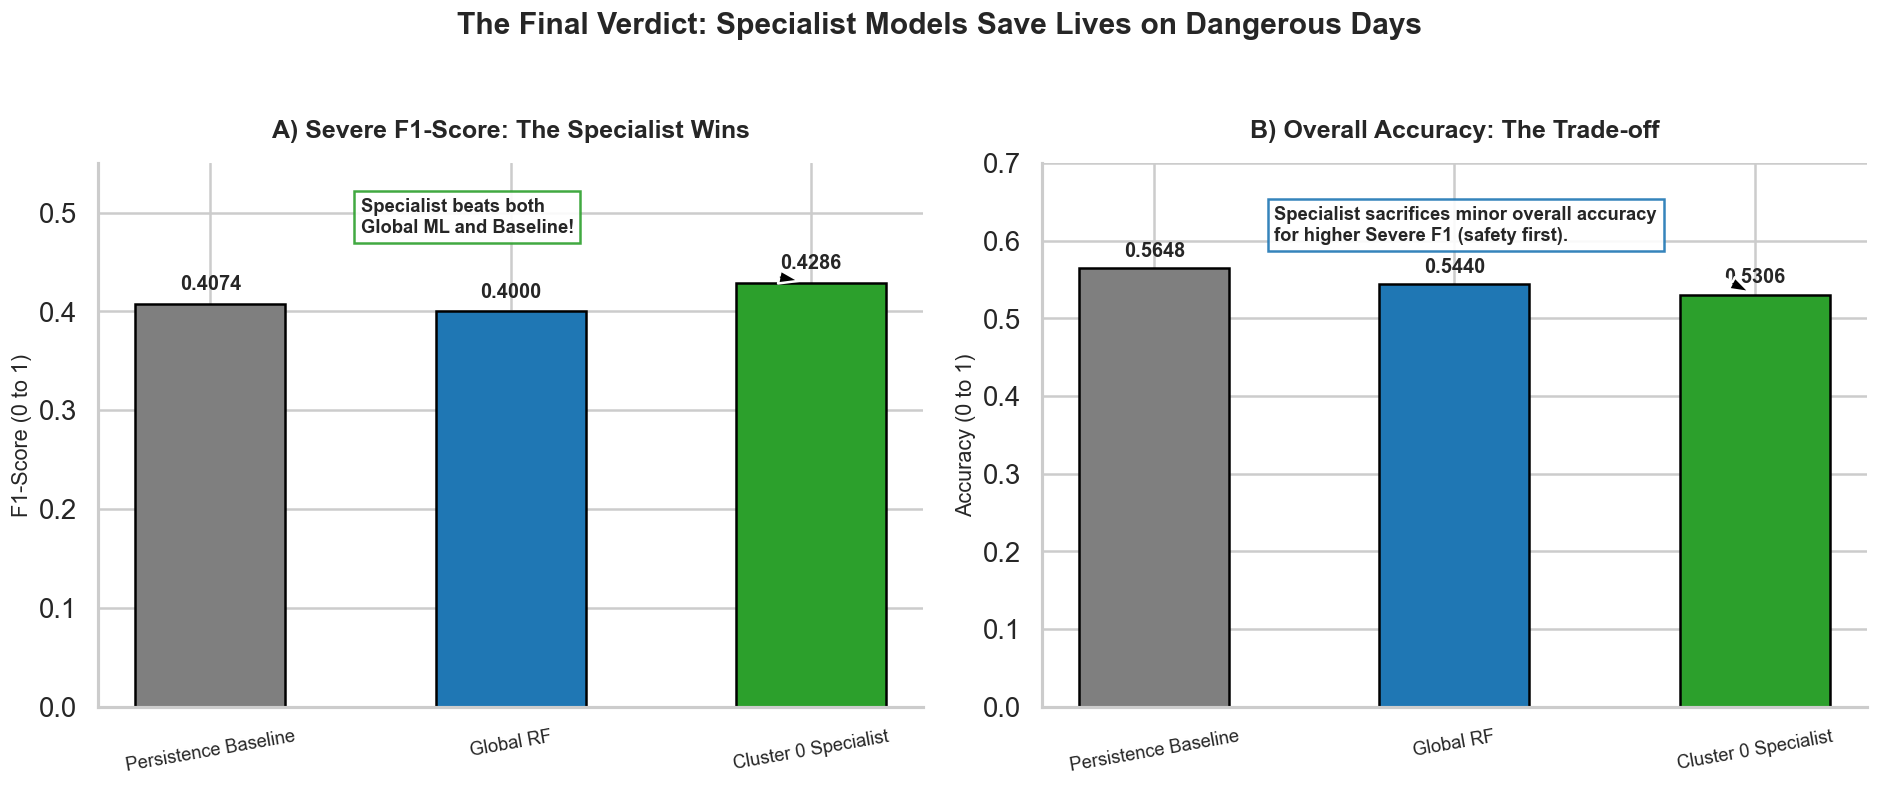 The Final Verdict: Specialist Models Save Lives on Dangerous Days
A) Severe F1-Score: The Specialist Wins
F1-Score (0 to 1)
0.5
0.4
0.3
0.2
0.1
0.0
Specialist beats both
Global ML and Baseline!
0.4074
0.4000
0.4286
Persistence Baseline
Global RF
Cluster 0 Specialist
B) Overall Accuracy: The Trade-off
Accuracy (0 to 1)
0.7
0.6
0.5
0.4
0.3
0.2
0.1
0.0
Specialist sacrifices minor overall accuracy
for higher Severe F1 (safety first).
0.5648
0.5440
0.5306
Persistence Baseline
Global RF
Cluster 0 Specialist